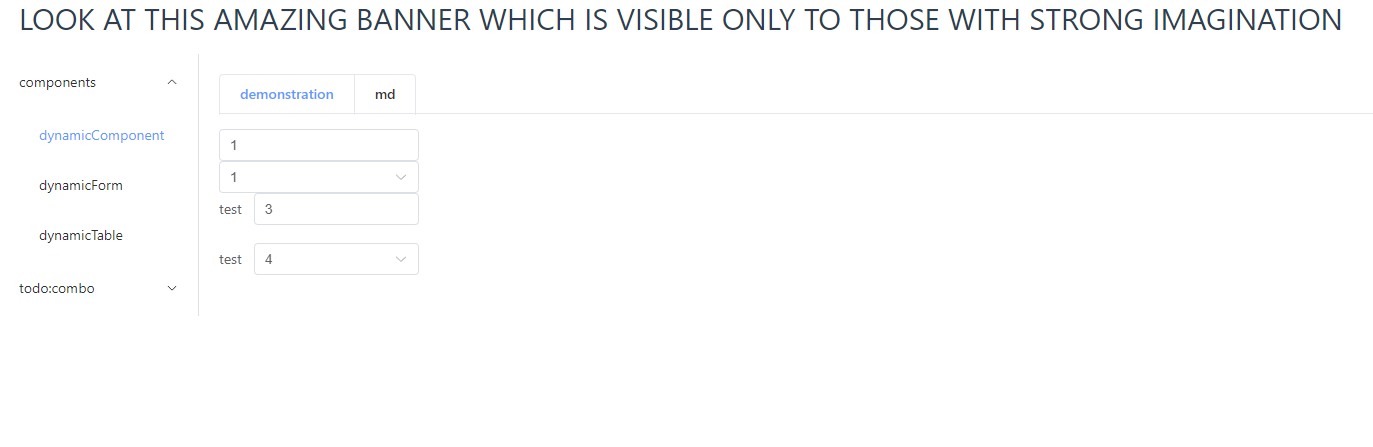 LOOK AT THIS AMAZING BANNER WHICH IS VISIBLE ONLY TO THOSE WITH STRONG IMAGINATION
components
dynamicComponent
dynamicForm
dynamicTable
todo:combo
demonstration md
1
1
test 3
test 4